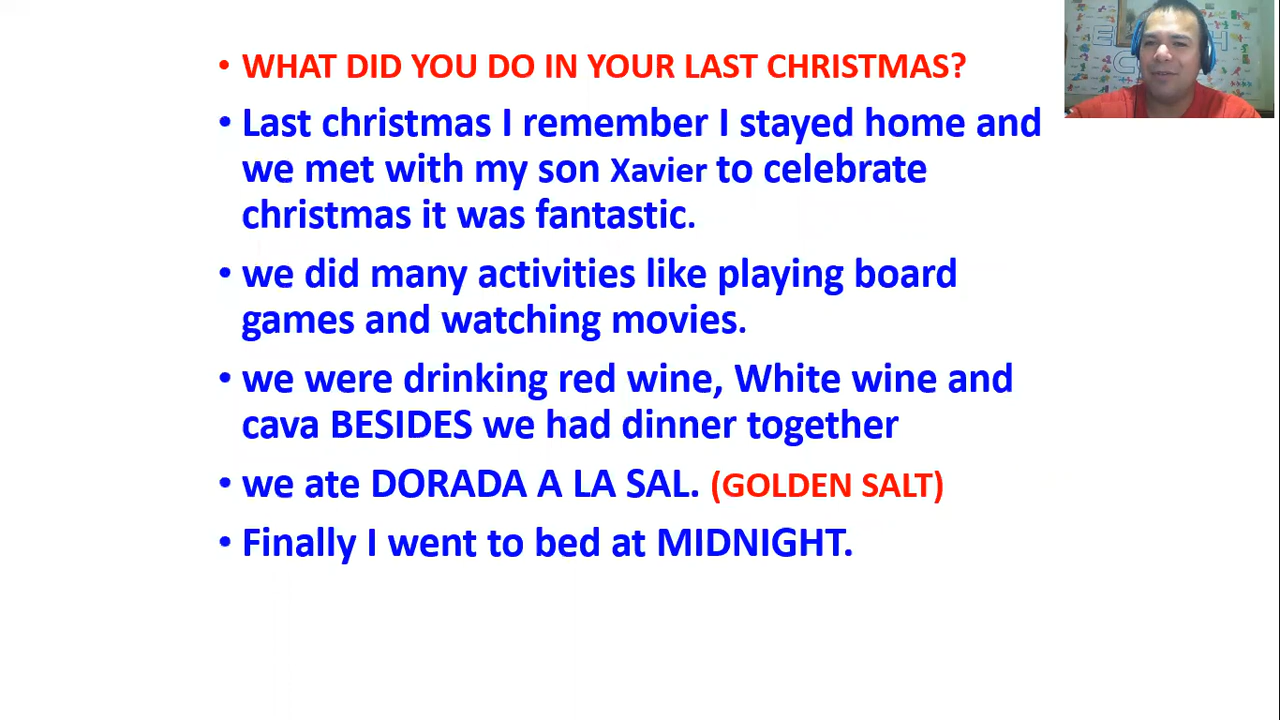 • WHAT DID YOU DO IN YOUR LAST CHRISTMAS?
• Last christmas I remember I stayed home and
we met with my son Xavier to celebrate
christmas it was fantastic.
• we did many activities like playing board
games and watching movies.
• we were drinking red wine, White wine and
cava BESIDES we had dinner together
• we ate DORADA A LA SAL. (GOLDEN SALT)
• Finally I went to bed at MIDNIGHT.